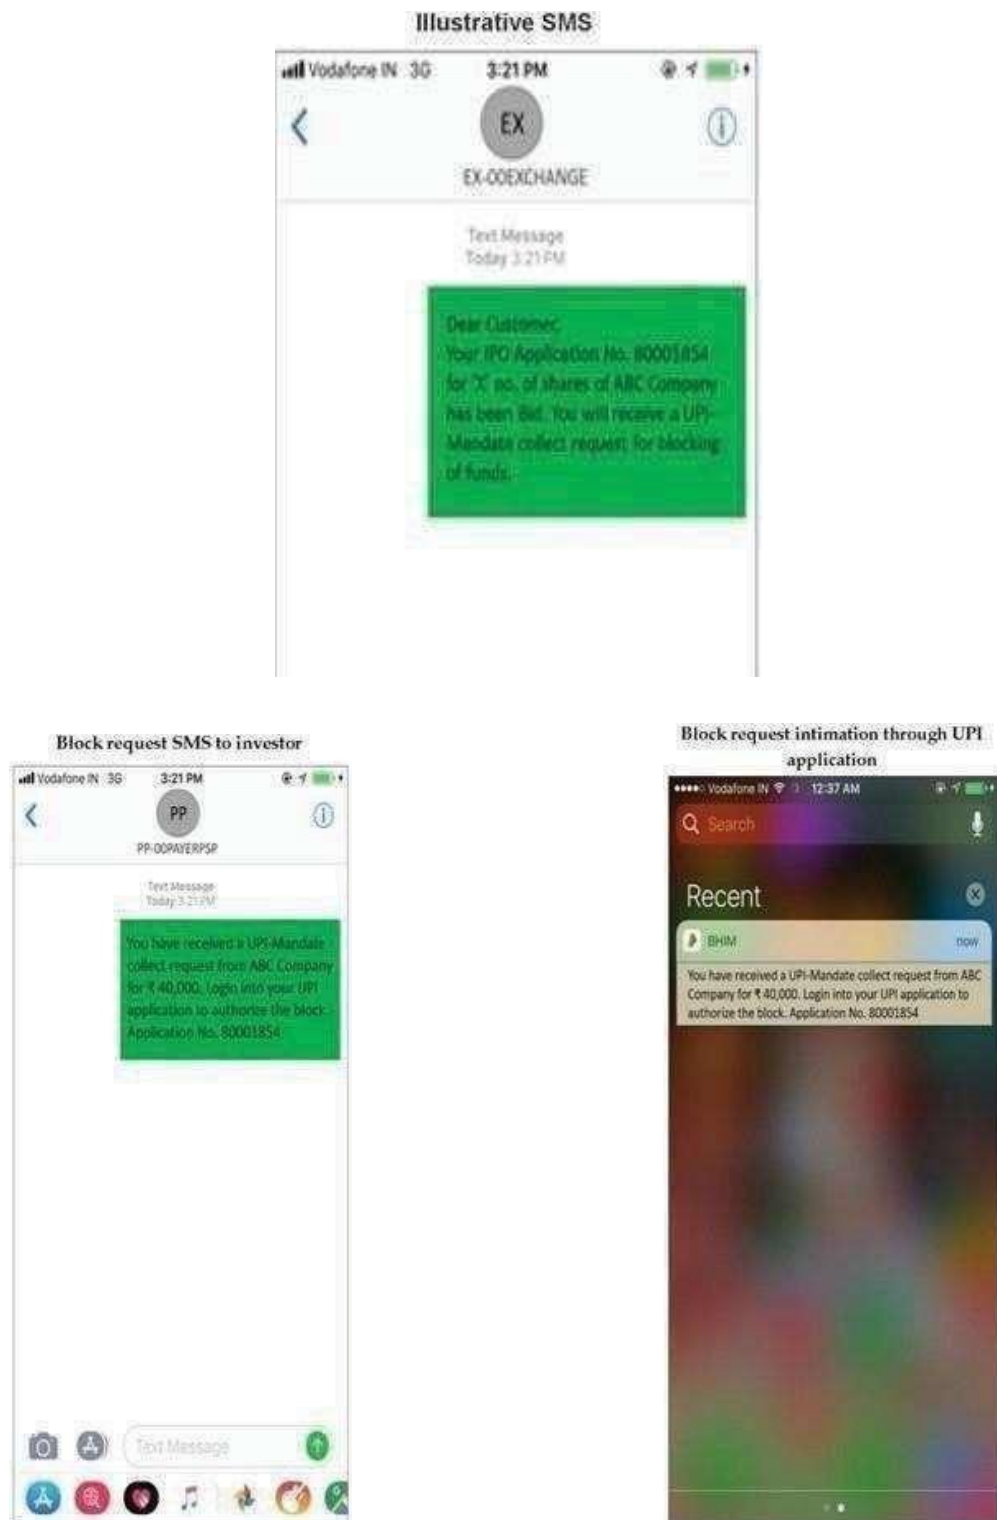 Illustrative SMS
Vodafone IN 3G 3:21 PM
EX
EX-OOEXCHANGE
Text Message
Today 3:21 PM
Dear Customer,
Your IPO Application No. 80001854
for 'X' no. of shares of ABC Company
has been Bid. You will receive a UPI-
Mandate collect request for blocking
of funds.
Block request SMS to investor
Vodafone IN 3G 3:21 PM
PP
PP-OOPAYERPSP
Text Message
Today 3:21 PM
You have received a UPI-Mandate
collect request from ABC Company
for ₹ 40,000. Login into your UPI
application to authorize the block.
Application No. 80001854
Text Message
Block request intimation through UPI
application
Vodafone IN 12:37 AM
Search
Recent
BHIM now
You have received a UPI-Mandate collect request from ABC
Company for ₹ 40,000. Login into your UPI application to
authorize the block. Application No. 80001854